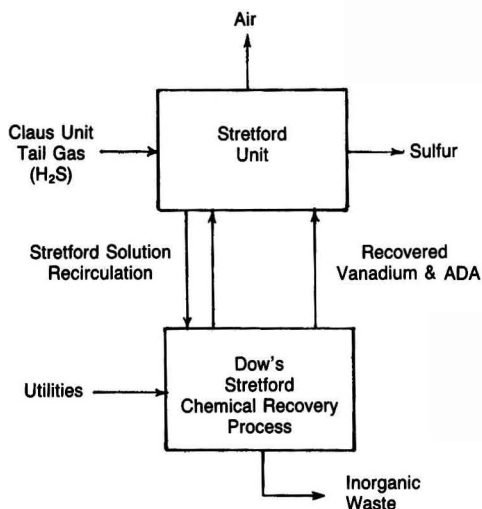 Air
Claus Unit
Tail Gas
(H₂S)
Stretford
Unit
Sulfur
Stretford Solution
Recirculation
Recovered
Vanadium & ADA
Utilities
Dow's
Stretford
Chemical Recovery
Process
Inorganic
Waste